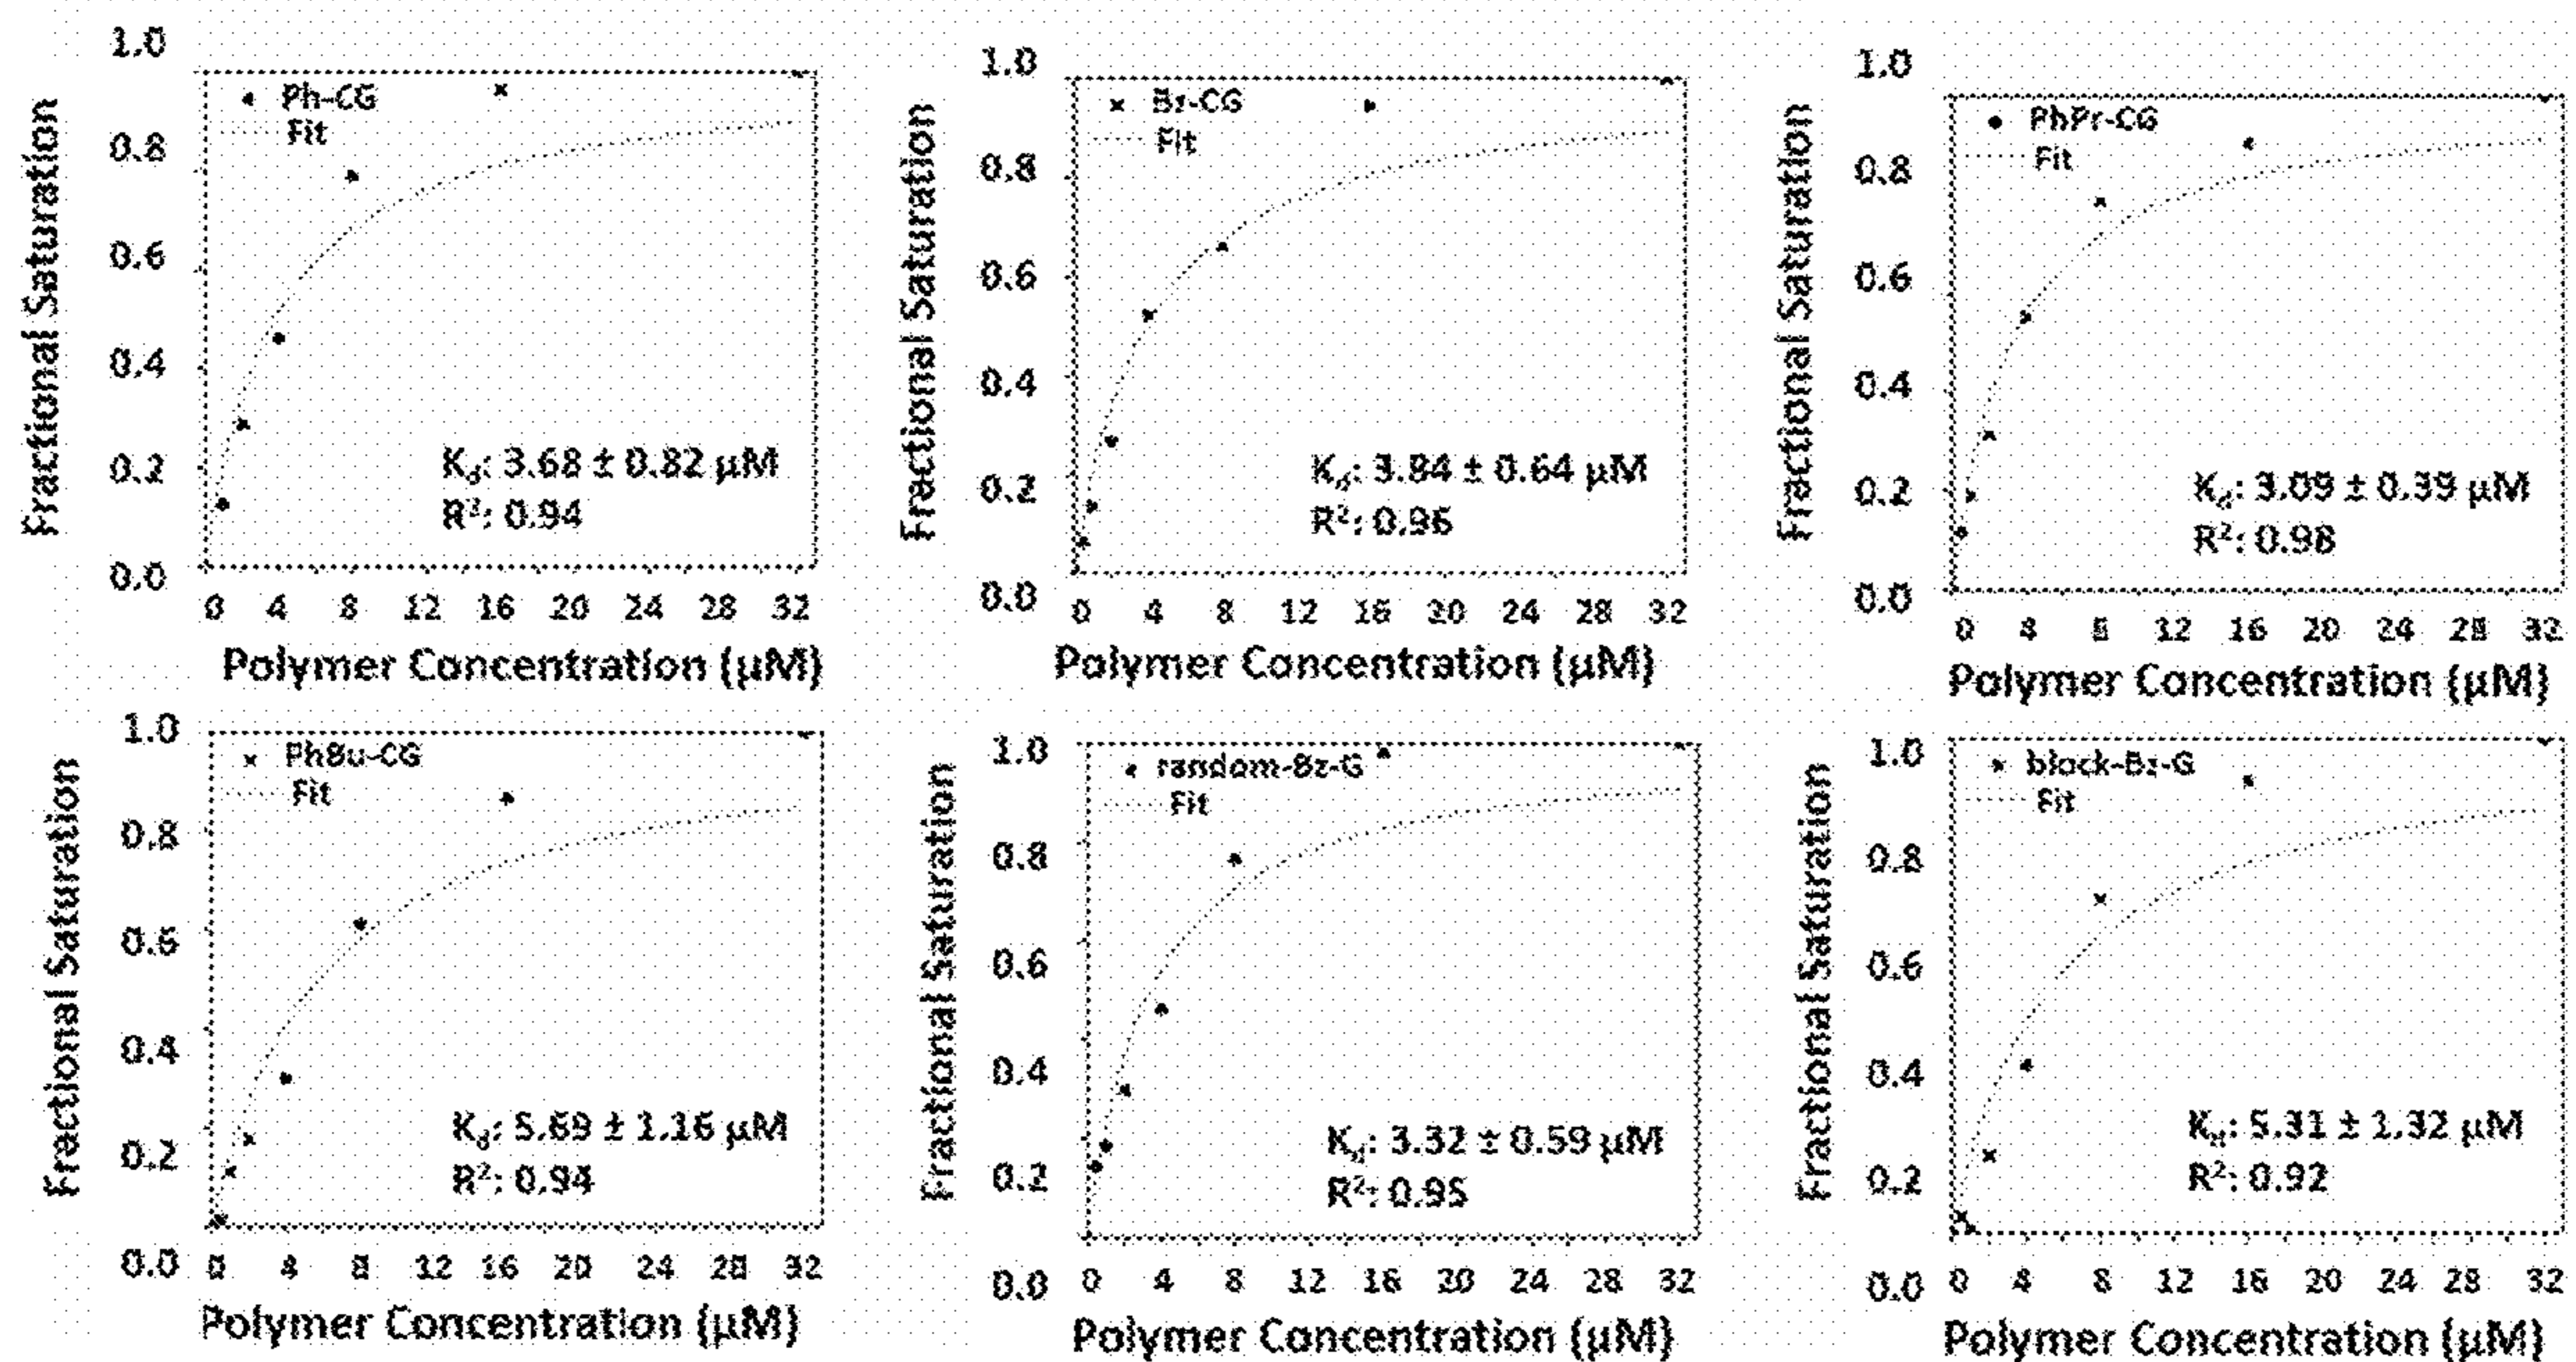 Fractional Saturation
1.0
0.8
0.6
0.4
0.2
0.0
Ph-CG
Fit
K_d: 3.68 ± 0.82 µM
R²: 0.94
0 4 8 12 16 20 24 28 32
Polymer Concentration (µM)
Fractional Saturation
1.0
0.8
0.6
0.4
0.2
0.0
Bz-CG
Fit
K_d: 3.84 ± 0.64 µM
R²: 0.96
0 4 8 12 16 20 24 28 32
Polymer Concentration (µM)
Fractional Saturation
1.0
0.8
0.6
0.4
0.2
0.0
PhPr-CG
Fit
K_d: 3.09 ± 0.39 µM
R²: 0.98
0 4 8 12 16 20 24 28 32
Polymer Concentration (µM)
Fractional Saturation
1.0
0.8
0.6
0.4
0.2
0.0
PhBu-CG
Fit
K_d: 5.69 ± 1.16 µM
R²: 0.94
0 4 8 12 16 20 24 28 32
Polymer Concentration (µM)
Fractional Saturation
1.0
0.8
0.6
0.4
0.2
0.0
random-Bz-G
Fit
K_d: 3.32 ± 0.59 µM
R²: 0.95
0 4 8 12 16 20 24 28 32
Polymer Concentration (µM)
Fractional Saturation
1.0
0.8
0.6
0.4
0.2
0.0
block-Bz-G
Fit
K_d: 5.31 ± 1.32 µM
R²: 0.92
0 4 8 12 16 20 24 28 32
Polymer Concentration (µM)